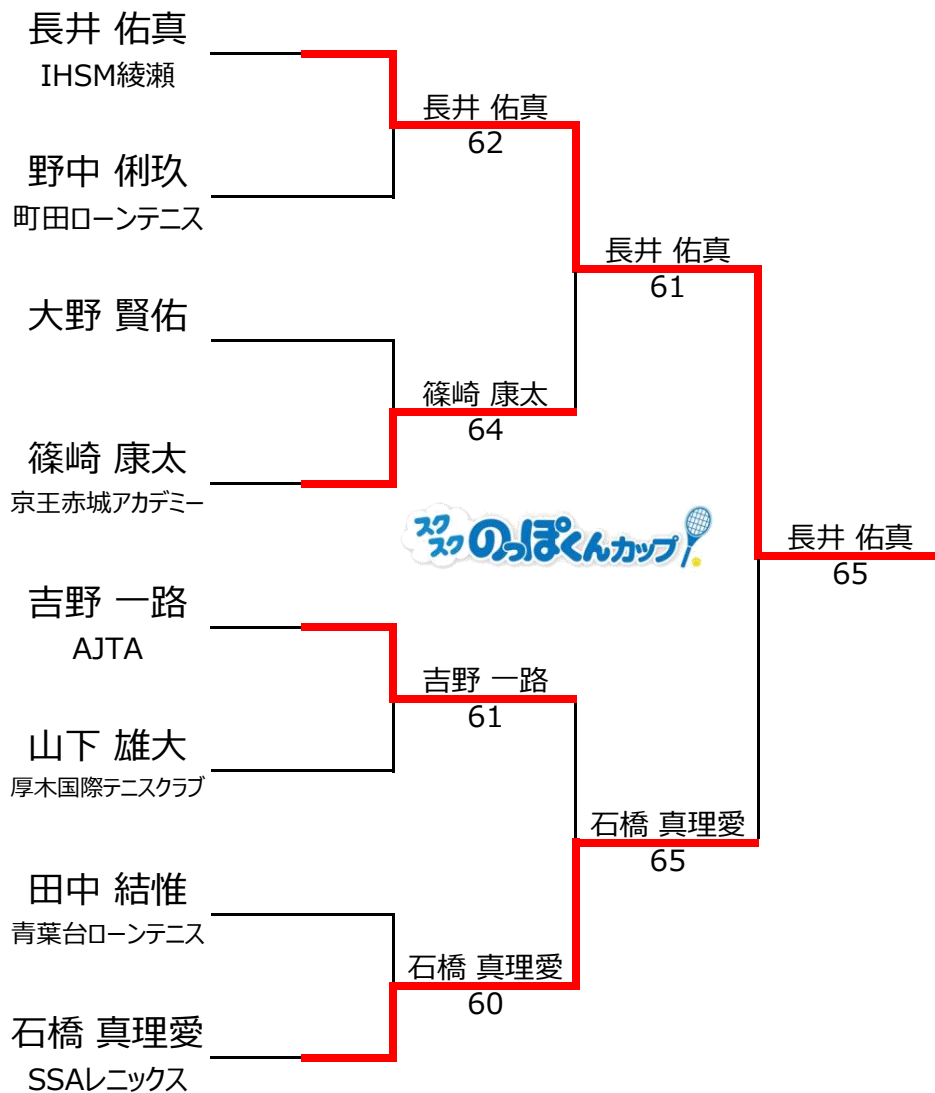 長井 佑真
IHSM綾瀬
野中 俐玖
町田ローンテニス
大野 賢佑
篠崎 康太
京王赤城アカデミー
吉野 一路
AJTA
山下 雄大
厚木国際テニスクラブ
田中 結惟
青葉台ローンテニス
石橋 真理愛
SSAレニックス
長井 佑真
62
篠崎 康太
64
吉野 一路
61
石橋 真理愛
60
長井 佑真
61
石橋 真理愛
65
長井 佑真
65
スクスクのっぽくんカップ